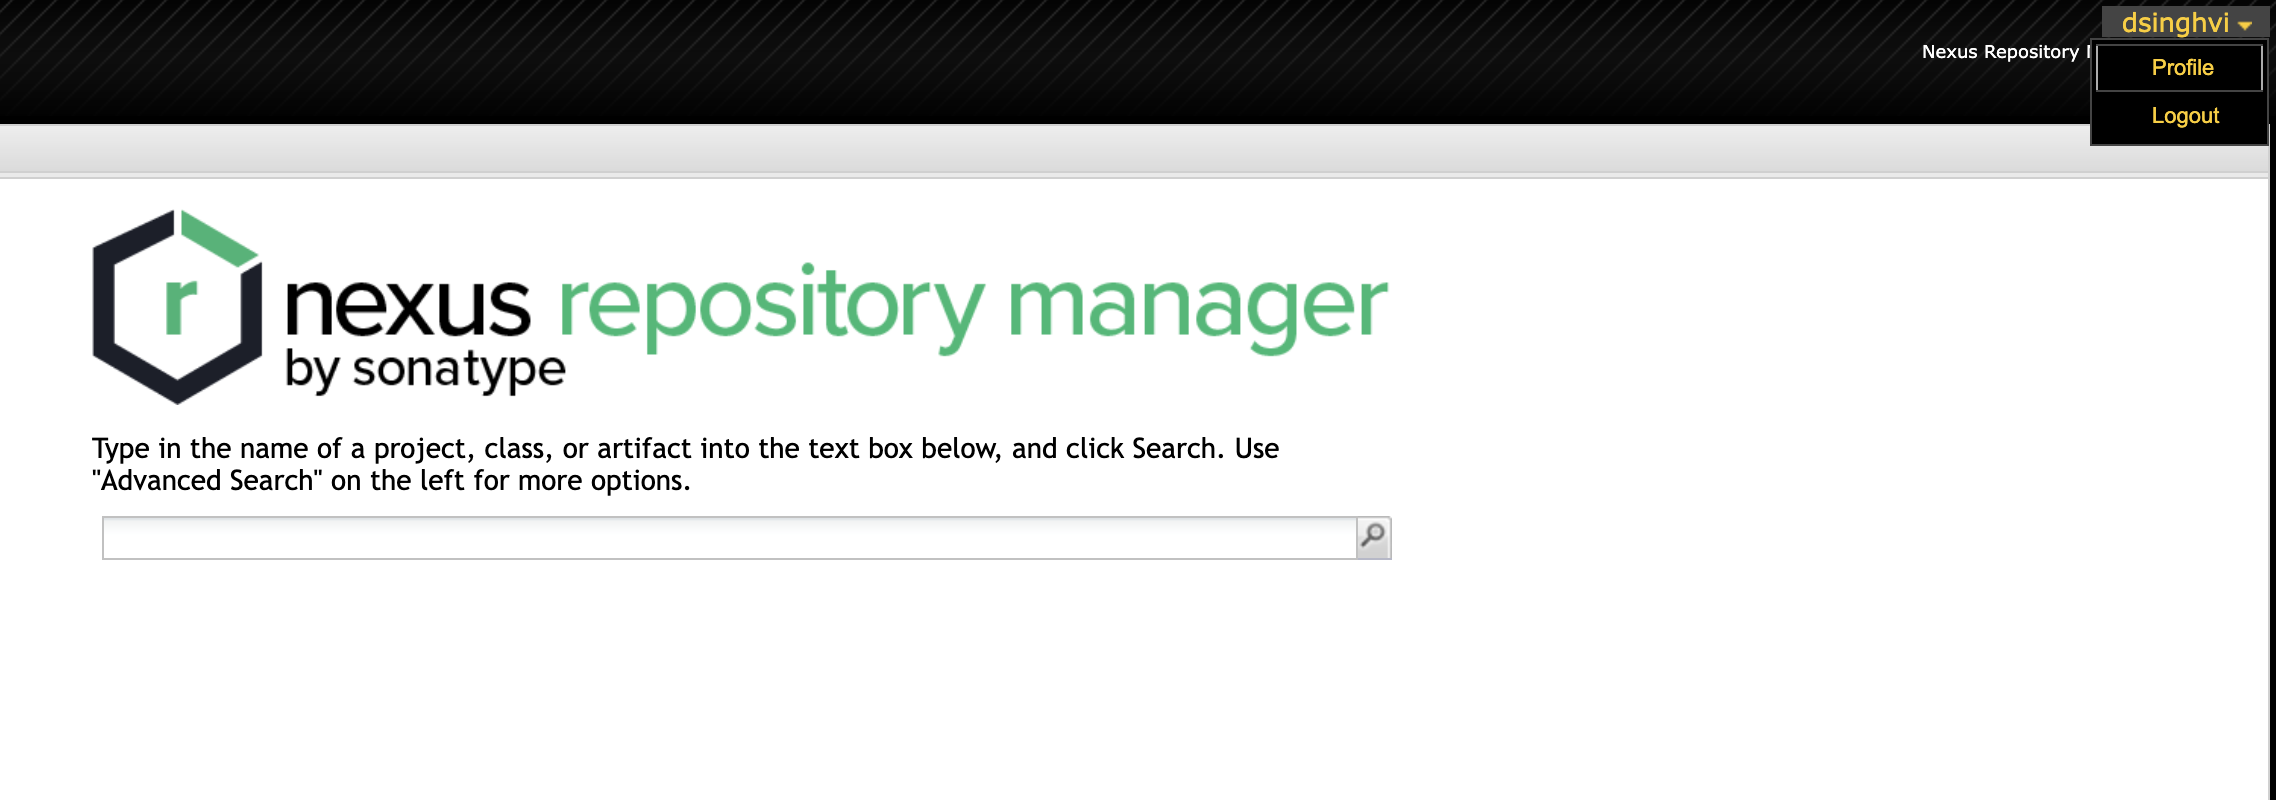 dsinghvi
Nexus Repository
Profile
Logout
r
nexus repository manager
by sonatype
Type in the name of a project, class, or artifact into the text box below, and click Search. Use
"Advanced Search" on the left for more options.